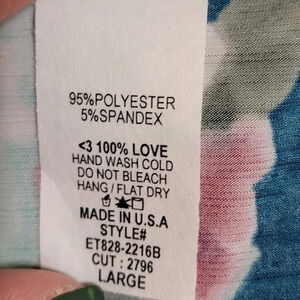 95%POLYESTER
5%SPANDEX
<3 100% LOVE
HAND WASH COLD
DO NOT BLEACH
HANG / FLAT DRY
MADE IN U.S.A
STYLE#
ET828-2216B
CUT : 2796
LARGE